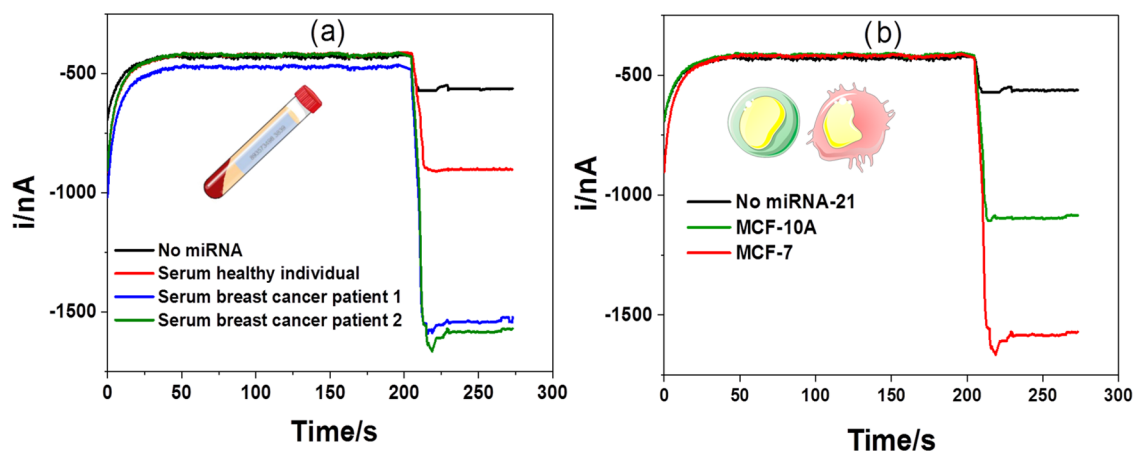 (a)
-500
-1000
-1500
i/nA
No miRNA
Serum healthy individual
Serum breast cancer patient 1
Serum breast cancer patient 2
0 50 100 150 200 250 300
Time/s
(b)
-500
-1000
-1500
i/nA
No miRNA-21
MCF-10A
MCF-7
0 50 100 150 200 250 300
Time/s